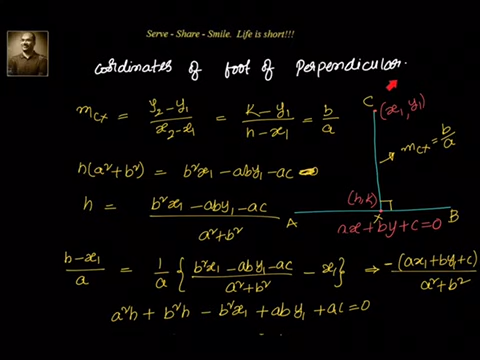 Serve - Share - Smile. Life is short!!!
coordinates of foot of perpendicular.
m_CX = (y₂ - y₁)/(x₂ - x₁) = (k - y₁)/(h - x₁) = b/a
C (x₁, y₁)
m_CX = b/a
h(a²+b²) = b²x₁ - aby₁ - ac
h = (b²x₁ - aby₁ - ac)/(a²+b²)
(h,k)
A X B
ax+by+c=0
(h - x₁)/a = 1/a { (b²x₁ - aby₁ - ac)/(a²+b²) - x₁ } ⇒ -(ax₁+by₁+c)/(a²+b²)
a²h + b²h - b²x₁ + aby₁ + ac = 0